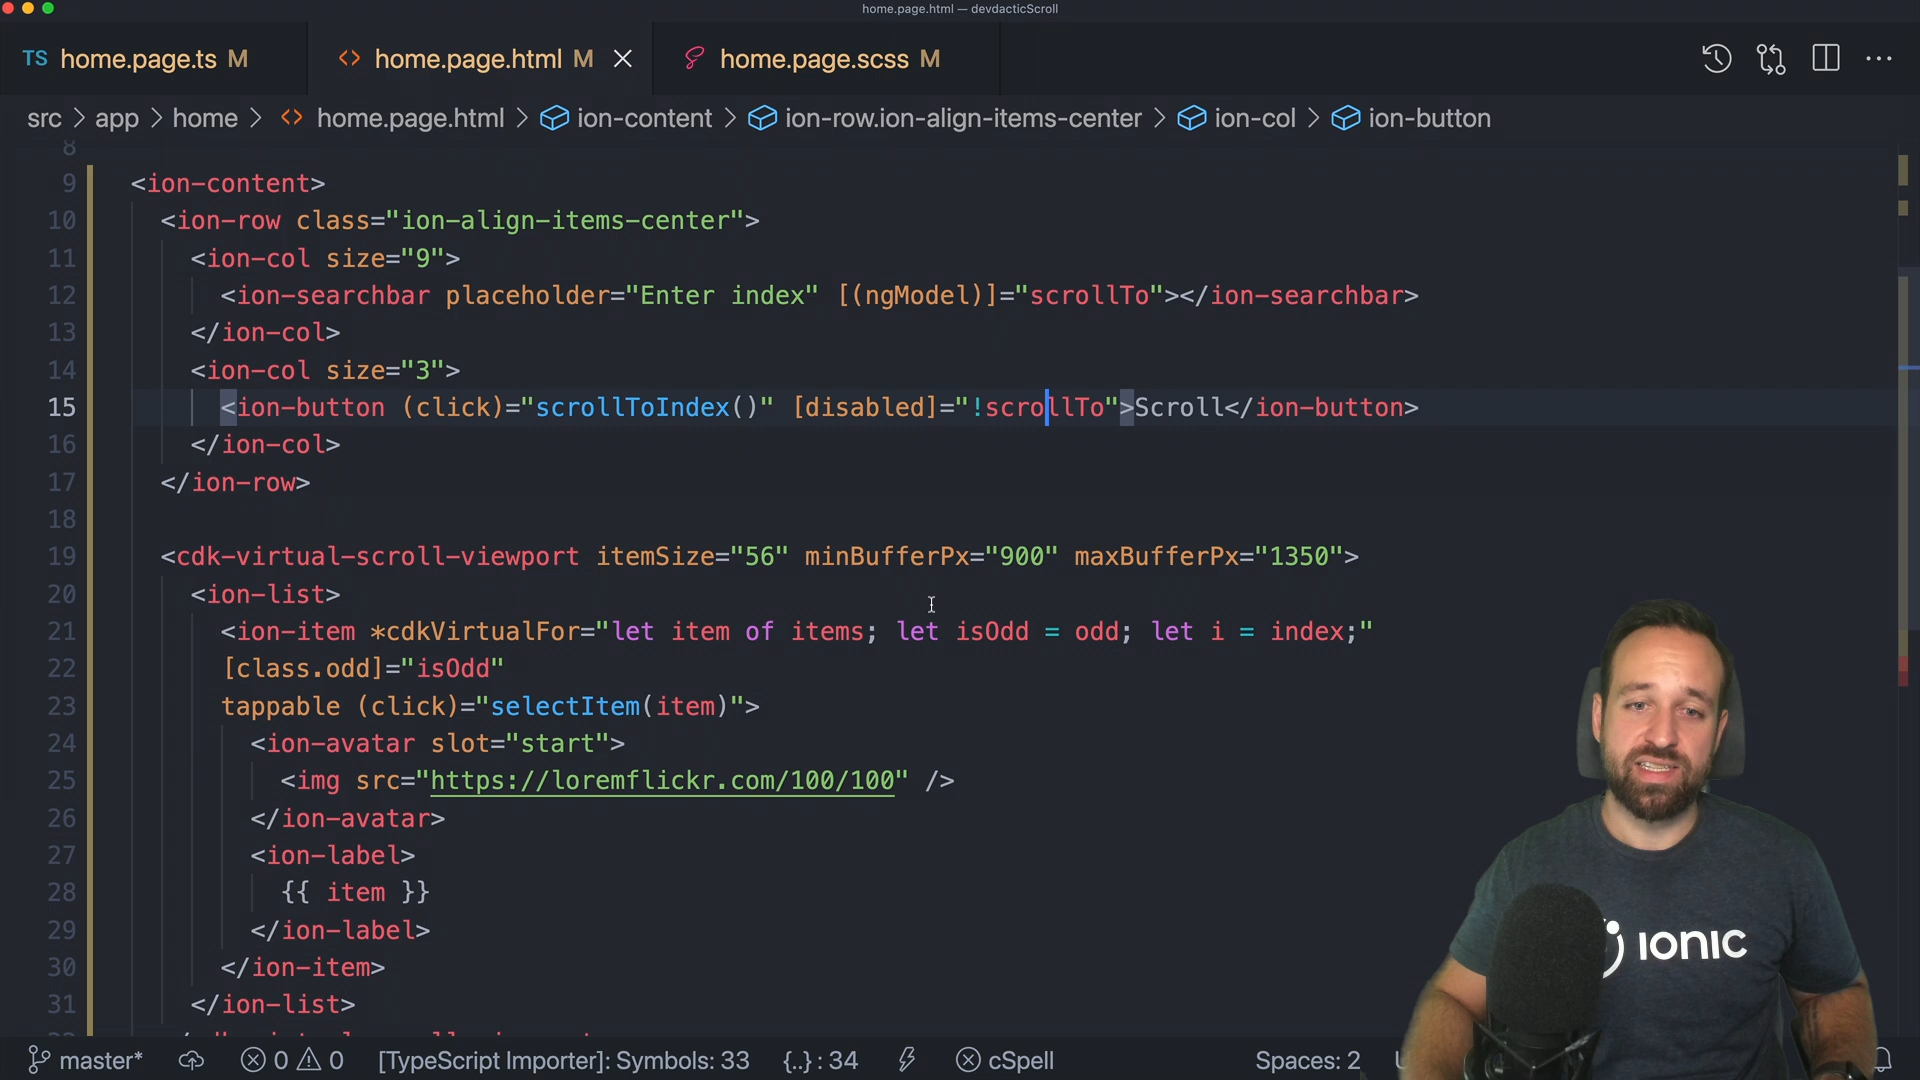 home.page.html — devdacticScroll
TS home.page.ts M
<> home.page.html M
home.page.scss M
src > app > home > <> home.page.html > ion-content > ion-row.ion-align-items-center > ion-col > ion-button
8
9 <ion-content>
10 <ion-row class="ion-align-items-center">
11 <ion-col size="9">
12 <ion-searchbar placeholder="Enter index" [(ngModel)]="scrollTo"></ion-searchbar>
13 </ion-col>
14 <ion-col size="3">
15 <ion-button (click)="scrollToIndex()" [disabled]="!scrollTo">Scroll</ion-button>
16 </ion-col>
17 </ion-row>
18
19 <cdk-virtual-scroll-viewport itemSize="56" minBufferPx="900" maxBufferPx="1350">
20 <ion-list>
21 <ion-item *cdkVirtualFor="let item of items; let isOdd = odd; let i = index;"
22 [class.odd]="isOdd"
23 tappable (click)="selectItem(item)">
24 <ion-avatar slot="start">
25 <img src="https://loremflickr.com/100/100" />
26 </ion-avatar>
27 <ion-label>
28 {{ item }}
29 </ion-label>
30 </ion-item>
31 </ion-list>
IONIC
master* 0 0 [TypeScript Importer]: Symbols: 33 {..} : 34 cSpell Spaces: 2